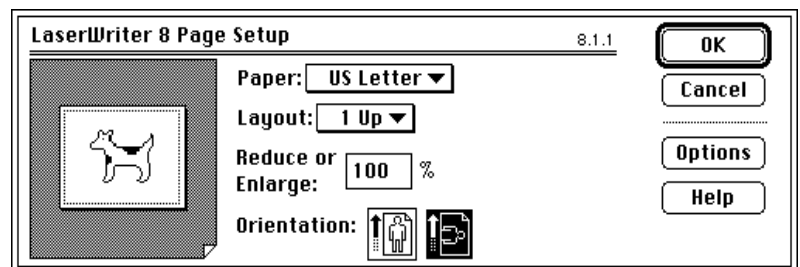 LaserWriter 8 Page Setup 8.1.1
OK
Paper: US Letter
Cancel
Layout: 1 Up
Reduce or
Enlarge: 100 %
Options
Help
Orientation: